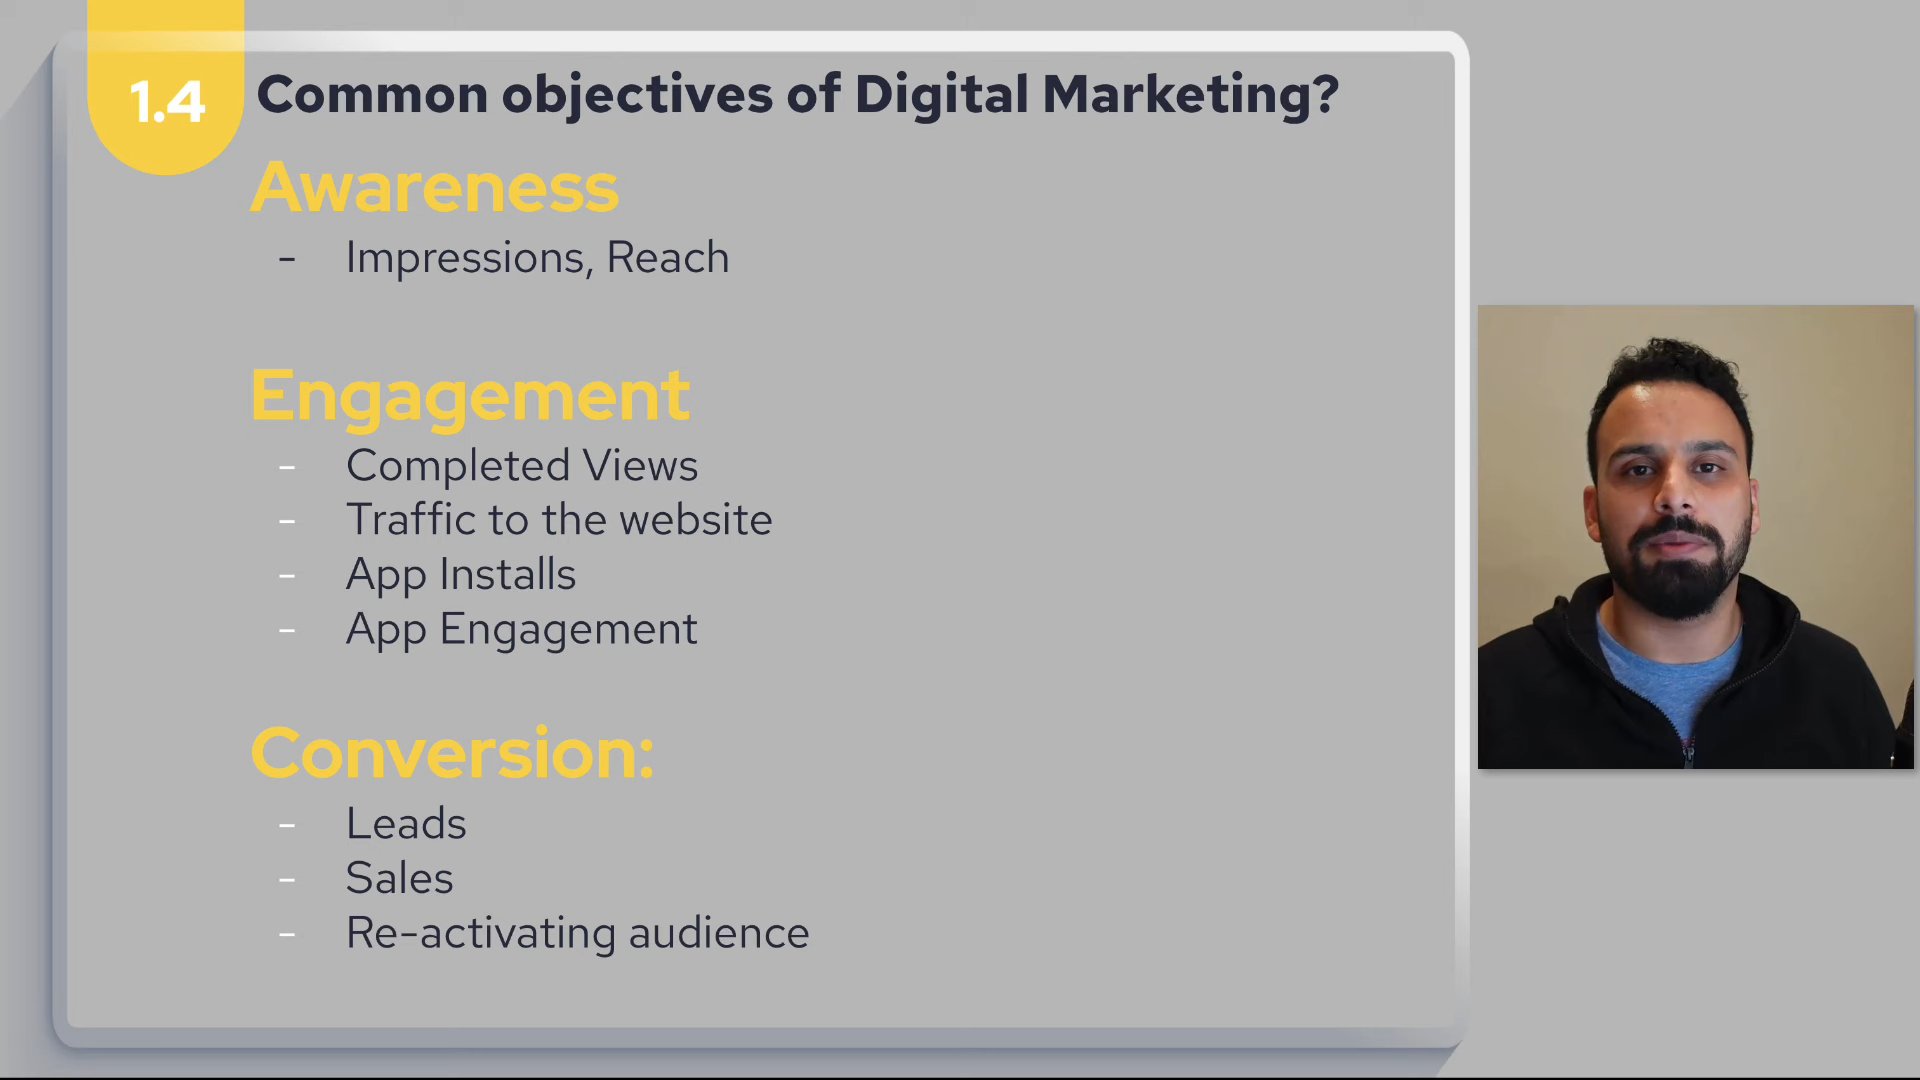 1.4
Common objectives of Digital Marketing?
Awareness
- Impressions, Reach
Engagement
- Completed Views
- Traffic to the website
- App Installs
- App Engagement
Conversion:
- Leads
- Sales
- Re-activating audience